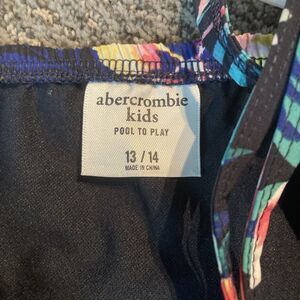 abercrombie
kids
POOL TO PLAY
13 / 14
MADE IN CHINA